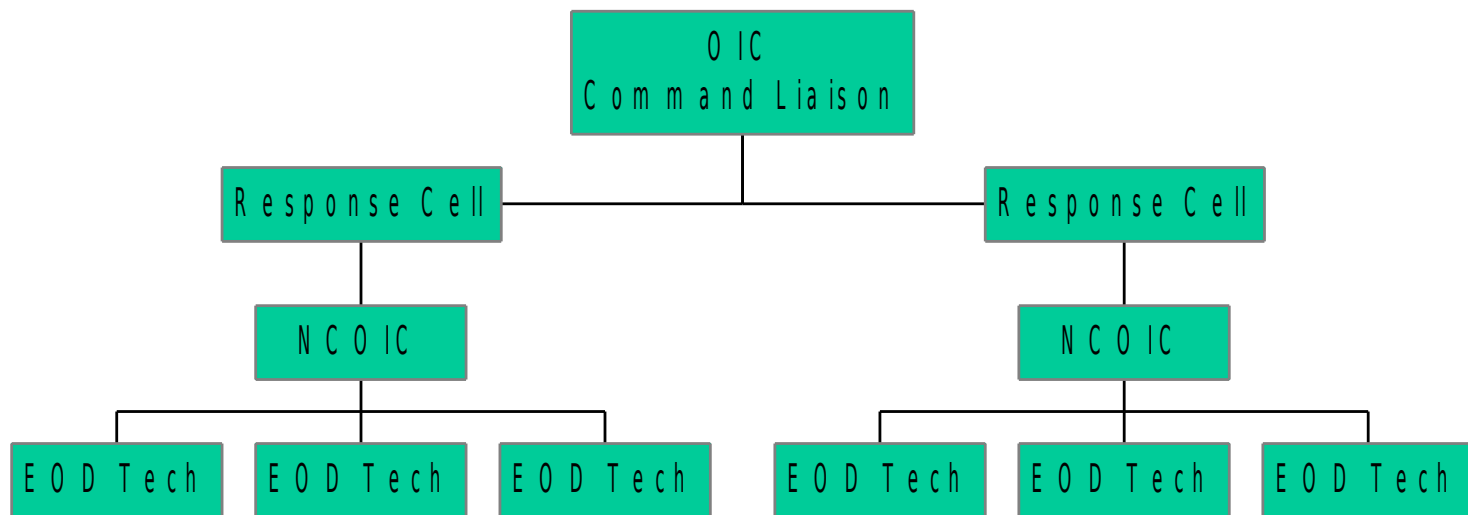 OIC
Command Liaison
Response Cell
Response Cell
NCOIC
NCOIC
EOD Tech
EOD Tech
EOD Tech
EOD Tech
EOD Tech
EOD Tech